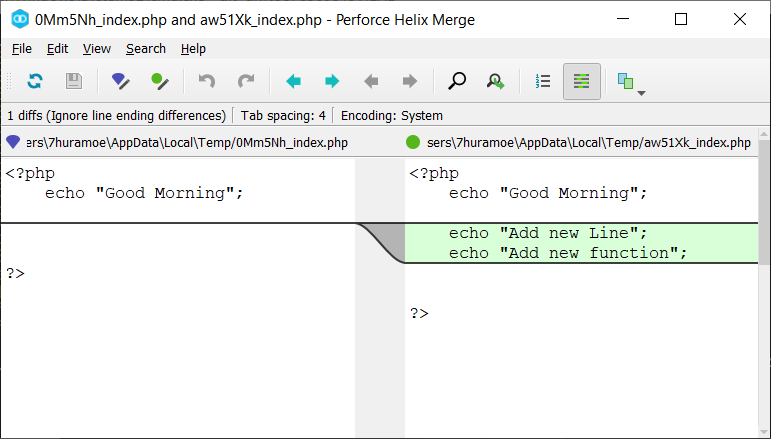 0Mm5Nh_index.php and aw51Xk_index.php - Perforce Helix Merge
File Edit View Search Help
1 diffs (Ignore line ending differences) Tab spacing: 4 Encoding: System
sers\7huramoe\AppData\Local\Temp/0Mm5Nh_index.php
sers\7huramoe\AppData\Local\Temp/aw51Xk_index.php
<?php
echo "Good Morning";
?>
<?php
echo "Good Morning";
echo "Add new Line";
echo "Add new function";
?>